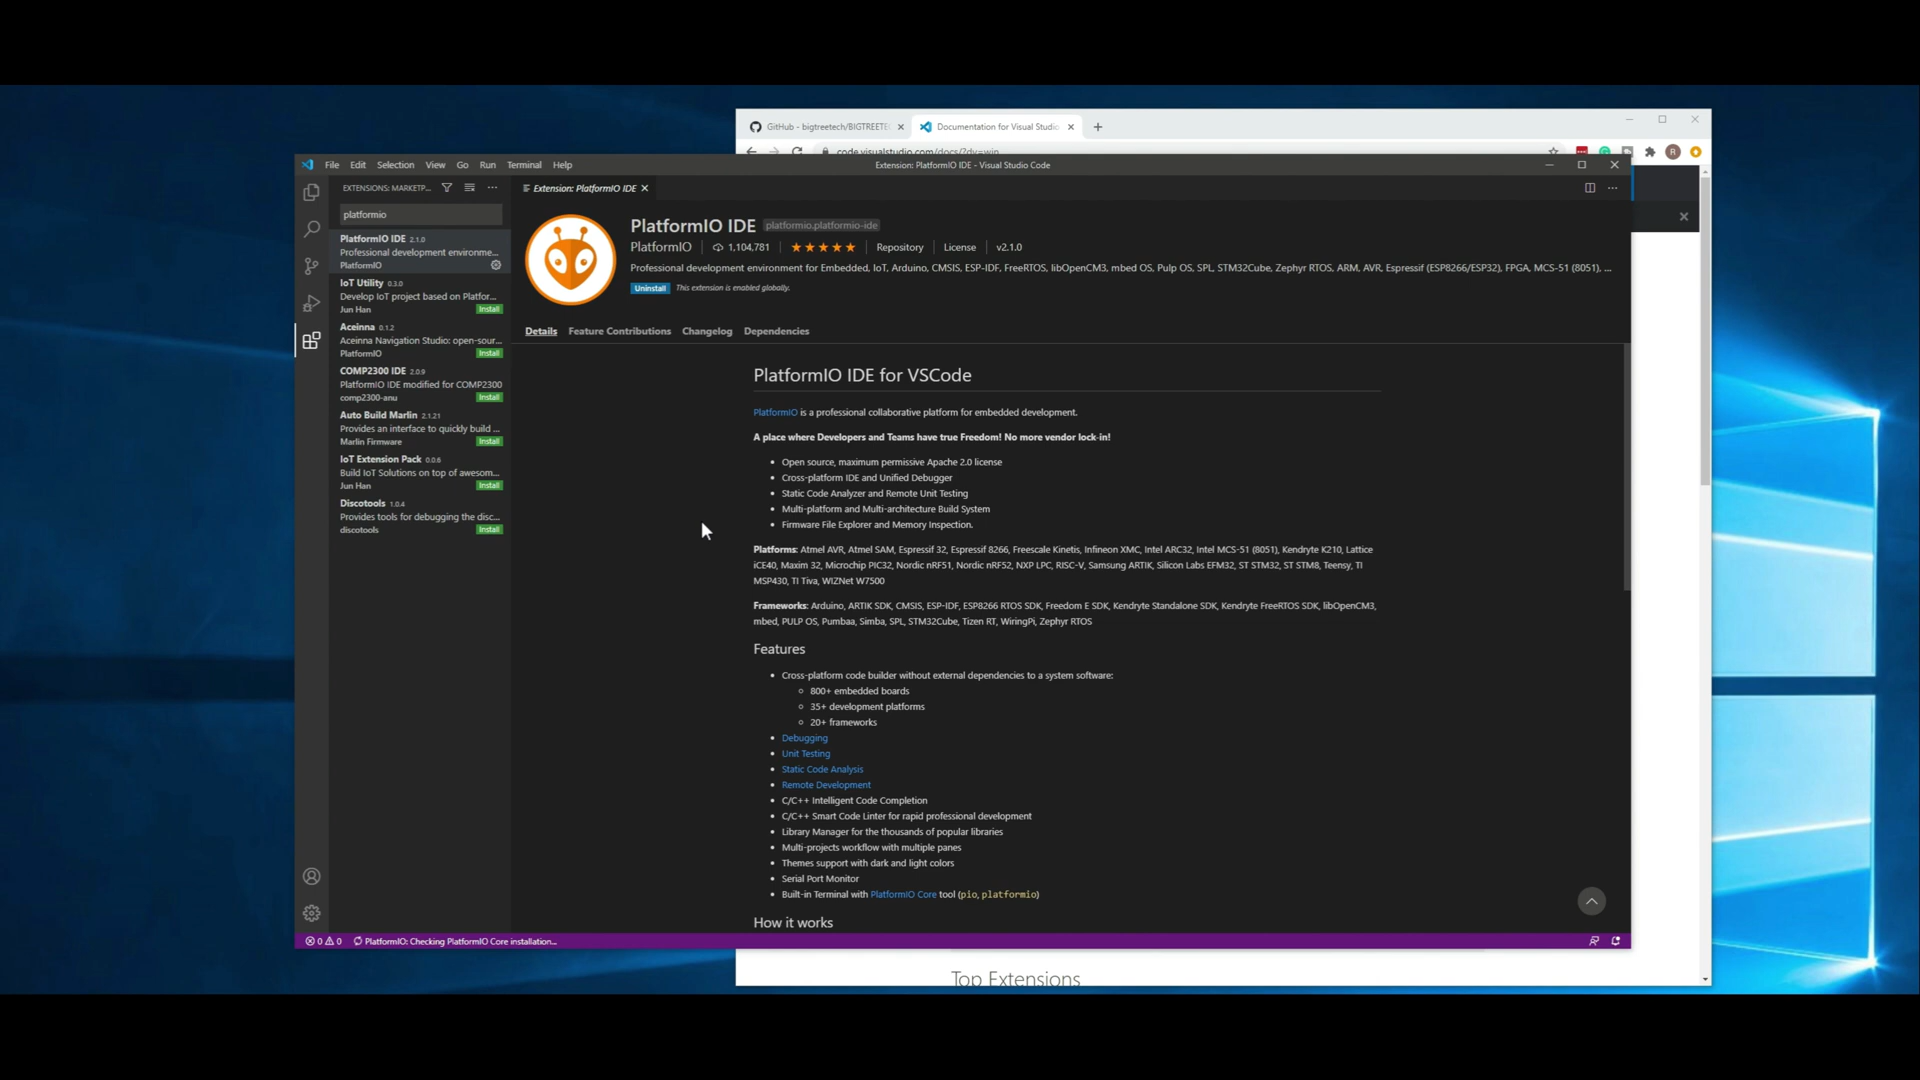 GitHub - bigtreetech/BIGTREETE
Documentation for Visual Studio
code.visualstudio.com/docs/?dv=win
R
File Edit Selection View Go Run Terminal Help
Extension: PlatformIO IDE - Visual Studio Code
EXTENSIONS: MARKETP...
platformio
PlatformIO IDE 2.1.0
Professional development environme...
PlatformIO
IoT Utility 0.3.0
Develop IoT project based on Platfor...
Jun Han
Install
Aceinna 0.1.2
Aceinna Navigation Studio: open-sour...
PlatformIO
Install
COMP2300 IDE 2.0.9
PlatformIO IDE modified for COMP2300
comp2300-anu
Install
Auto Build Marlin 2.1.21
Provides an interface to quickly build ...
Marlin Firmware
Install
IoT Extension Pack 0.0.6
Build IoT Solutions on top of awesom...
Jun Han
Install
Discotools 1.0.4
Provides tools for debugging the disc...
discotools
Install
Extension: PlatformIO IDE
PlatformIO IDE platformio.platformio-ide
PlatformIO 1,104,781 Repository License v2.1.0
Professional development environment for Embedded, IoT, Arduino, CMSIS, ESP-IDF, FreeRTOS, libOpenCM3, mbed OS, Pulp OS, SPL, STM32Cube, Zephyr RTOS, ARM, AVR, Espressif (ESP8266/ESP32), FPGA, MCS-51 (8051). ...
Uninstall This extension is enabled globally.
Details Feature Contributions Changelog Dependencies
PlatformIO IDE for VSCode
PlatformIO is a professional collaborative platform for embedded development.
A place where Developers and Teams have true Freedom! No more vendor lock-in!
• Open source, maximum permissive Apache 2.0 license
• Cross-platform IDE and Unified Debugger
• Static Code Analyzer and Remote Unit Testing
• Multi-platform and Multi-architecture Build System
• Firmware File Explorer and Memory Inspection.
Platforms: Atmel AVR, Atmel SAM, Espressif 32, Espressif 8266, Freescale Kinetis, Infineon XMC, Intel ARC32, Intel MCS-51 (8051), Kendryte K210, Lattice
iCE40, Maxim 32, Microchip PIC32, Nordic nRF51, Nordic nRF52, NXP LPC, RISC-V, Samsung ARTIK, Silicon Labs EFM32, ST STM32, ST STM8, Teensy, TI
MSP430, TI Tiva, WIZNet W7500
Frameworks: Arduino, ARTIK SDK, CMSIS, ESP-IDF, ESP8266 RTOS SDK, Freedom E SDK, Kendryte Standalone SDK, Kendryte FreeRTOS SDK, libOpenCM3,
mbed, PULP OS, Pumbaa, Simba, SPL, STM32Cube, Tizen RT, WiringPi, Zephyr RTOS
Features
• Cross-platform code builder without external dependencies to a system software:
◦ 800+ embedded boards
◦ 35+ development platforms
◦ 20+ frameworks
• Debugging
• Unit Testing
• Static Code Analysis
• Remote Development
• C/C++ Intelligent Code Completion
• C/C++ Smart Code Linter for rapid professional development
• Library Manager for the thousands of popular libraries
• Multi-projects workflow with multiple panes
• Themes support with dark and light colors
• Serial Port Monitor
• Built-in Terminal with PlatformIO Core tool (pio, platformio)
How it works
0 0 PlatformIO: Checking PlatformIO Core installation...
Top Extensions